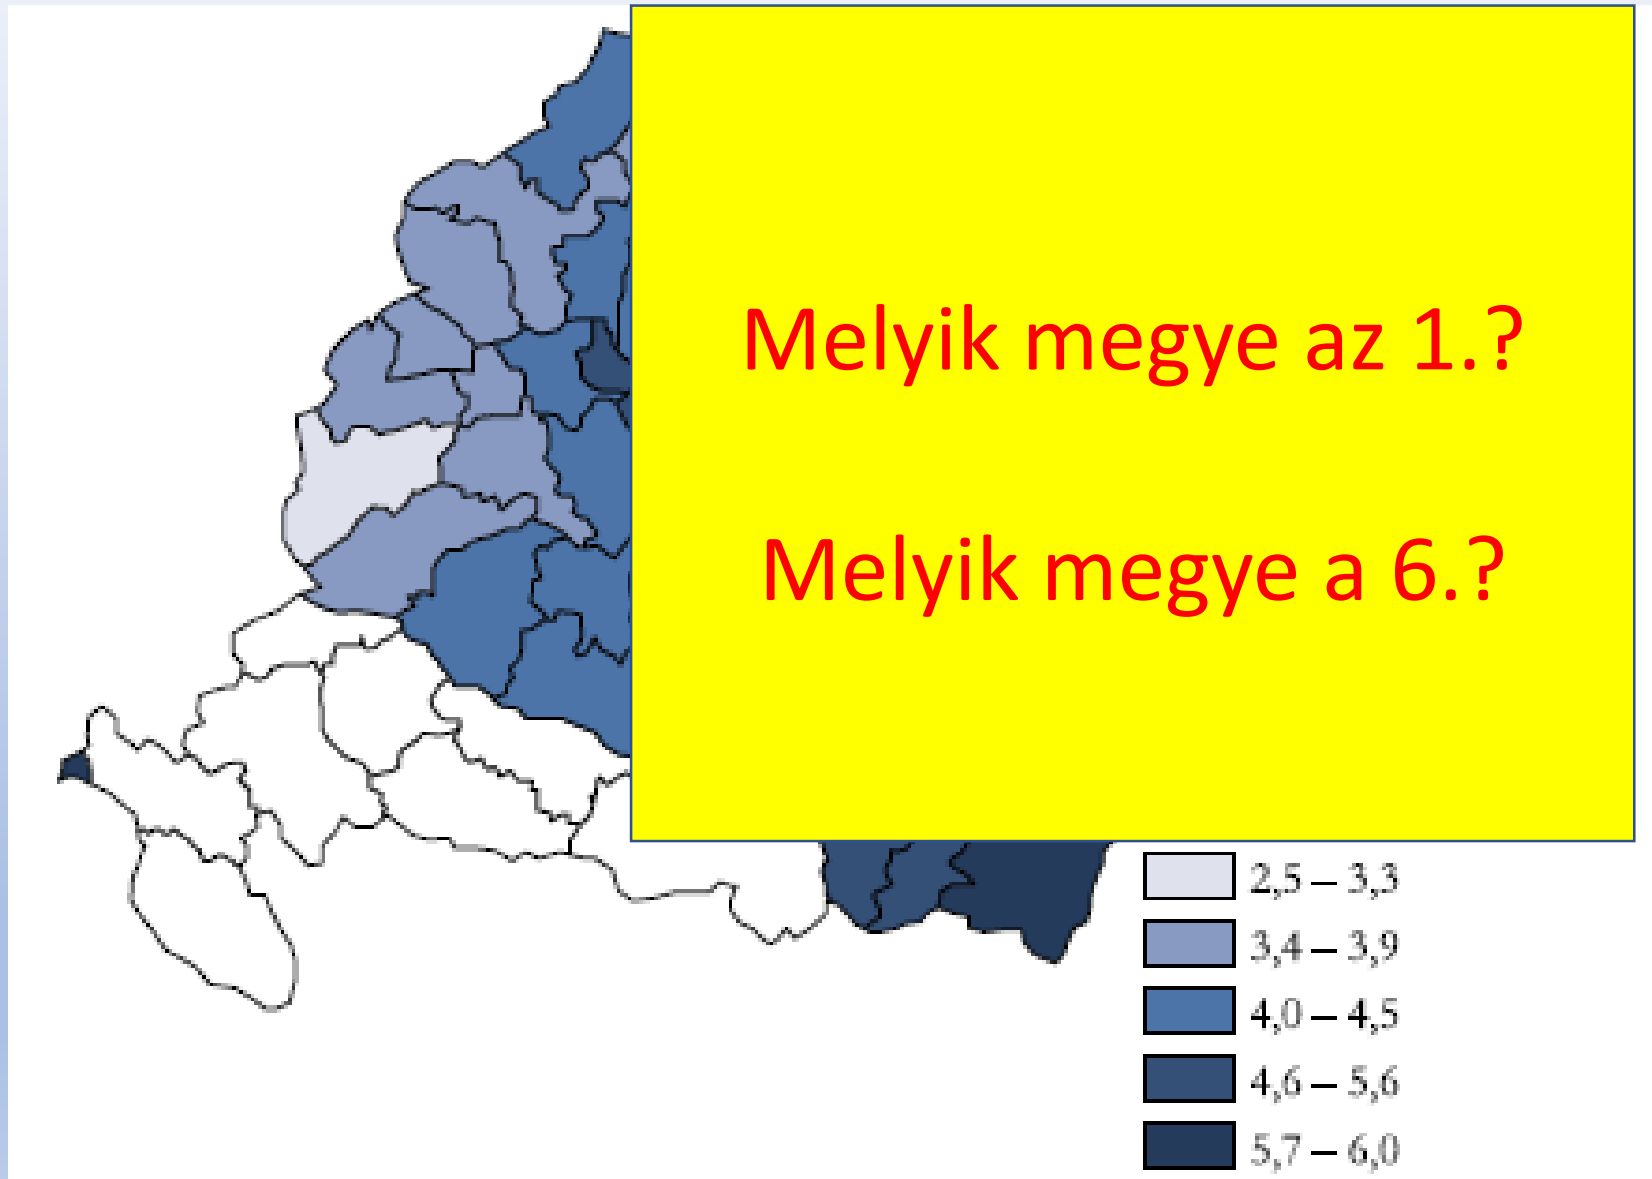 Melyik megye az 1.?
Melyik megye a 6.?
2,5 – 3,3
3,4 – 3,9
4,0 – 4,5
4,6 – 5,6
5,7 – 6,0